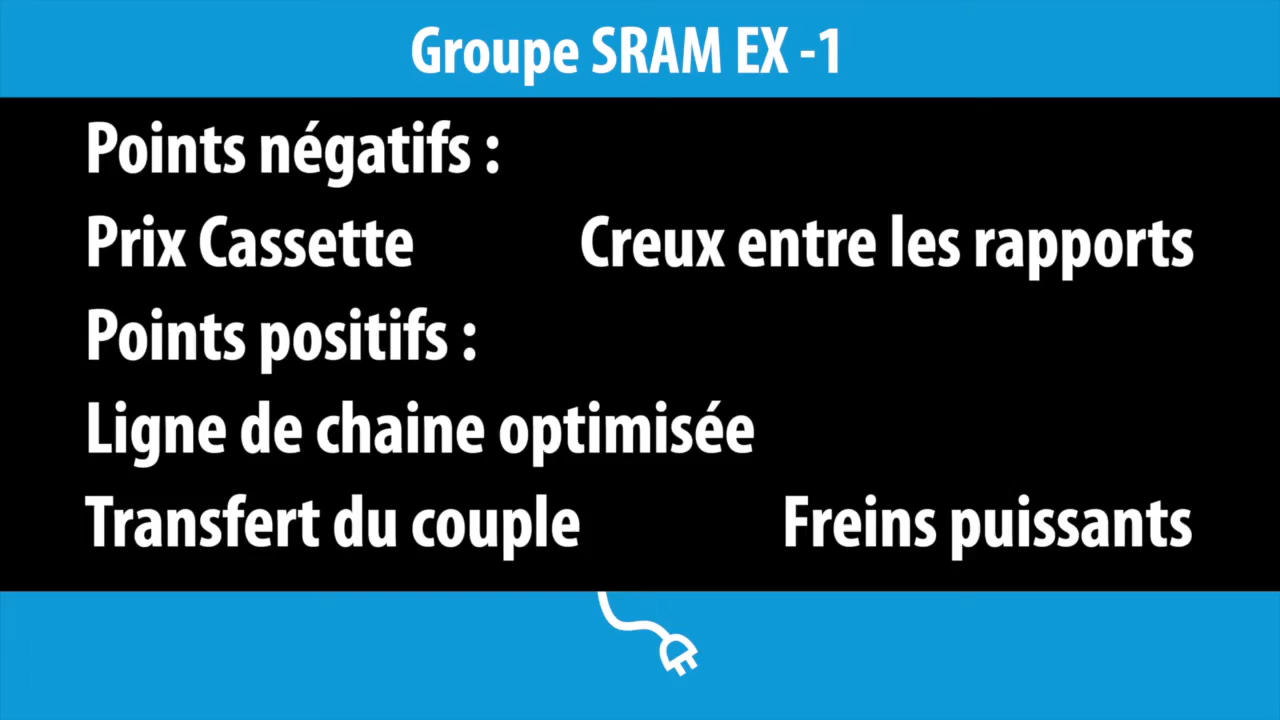 Groupe SRAM EX -1
Points négatifs :
Prix Cassette Creux entre les rapports
Points positifs :
Ligne de chaine optimisée
Transfert du couple Freins puissants